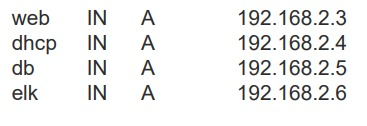 web IN A 192.168.2.3
dhcp IN A 192.168.2.4
db IN A 192.168.2.5
elk IN A 192.168.2.6